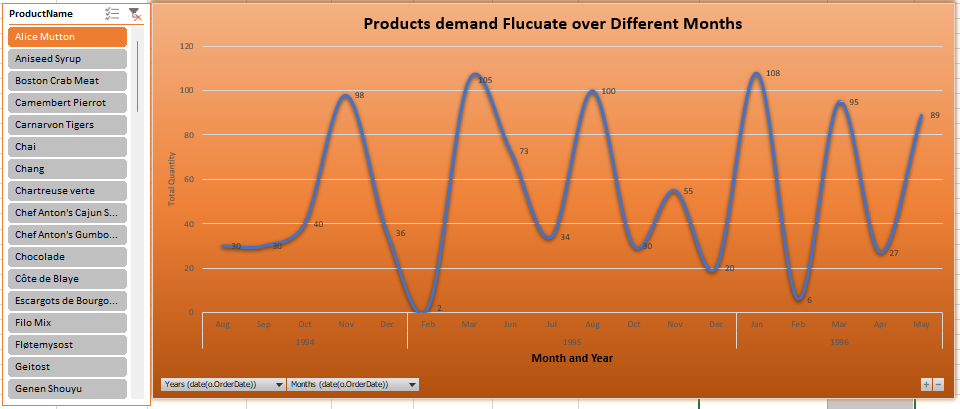 ProductName
Alice Mutton
Aniseed Syrup
Boston Crab Meat
Camembert Pierrot
Carnarvon Tigers
Chai
Chang
Chartreuse verte
Chef Anton's Cajun S...
Chef Anton's Gumbo...
Chocolade
Côte de Blaye
Escargots de Bourgo...
Filo Mix
Fløtemysost
Geitost
Genen Shouyu
Products demand Flucuate over Different Months
Total Quantity
120
100
80
60
40
20
0
30
30
40
98
36
2
105
73
34
100
30
55
20
108
6
95
27
89
Aug Sep Oct Nov Dec Feb Mar Jun Jul Aug Oct Nov Dec Jan Feb Mar Apr May
1994 1995 1996
Month and Year
Years (date(o.OrderDate)) Months (date(o.OrderDate))
+ −